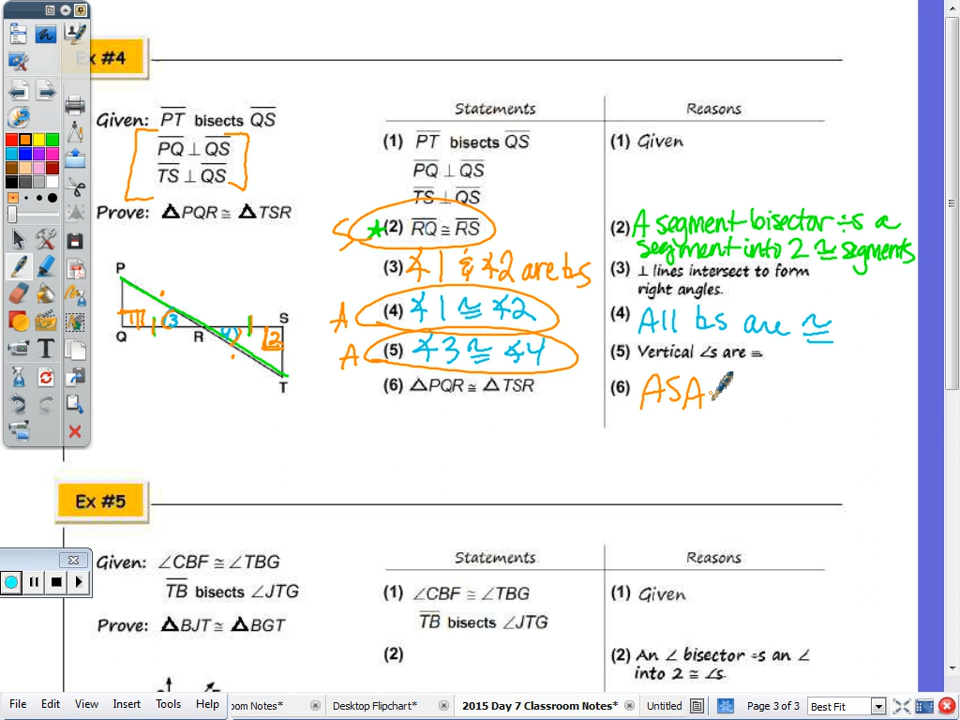 Ex #4
Given: PT bisects QS
PQ ⊥ QS
TS ⊥ QS
Prove: △PQR ≅ △TSR
P
Q
R
S
T
1
3
4
2
Statements
Reasons
(1) PT bisects QS
PQ ⊥ QS
TS ⊥ QS
(1) Given
S *(2) RQ ≅ RS
(2) A segment bisector ÷s a
segment into 2 ≅ segments
(3) ∡1 & ∡2 are ∟s
(3) ⊥ lines intersect to form
right angles.
A (4) ∡1 ≅ ∡2
(4) All ∟s are ≅
A (5) ∡3 ≅ ∡4
(5) Vertical ∠s are ≅
(6) △PQR ≅ △TSR
(6) ASA
Ex #5
Given: ∠CBF ≅ ∠TBG
TB bisects ∠JTG
Prove: △BJT ≅ △BGT
Statements
Reasons
(1) ∠CBF ≅ ∠TBG
TB bisects ∠JTG
(1) Given
(2)
(2) An ∠ bisector ÷s an ∠
into 2 ≅ ∠s
File Edit View Insert Tools Help
oom Notes*
Desktop Flipchart*
2015 Day 7 Classroom Notes*
Untitled
Page 3 of 3
Best Fit